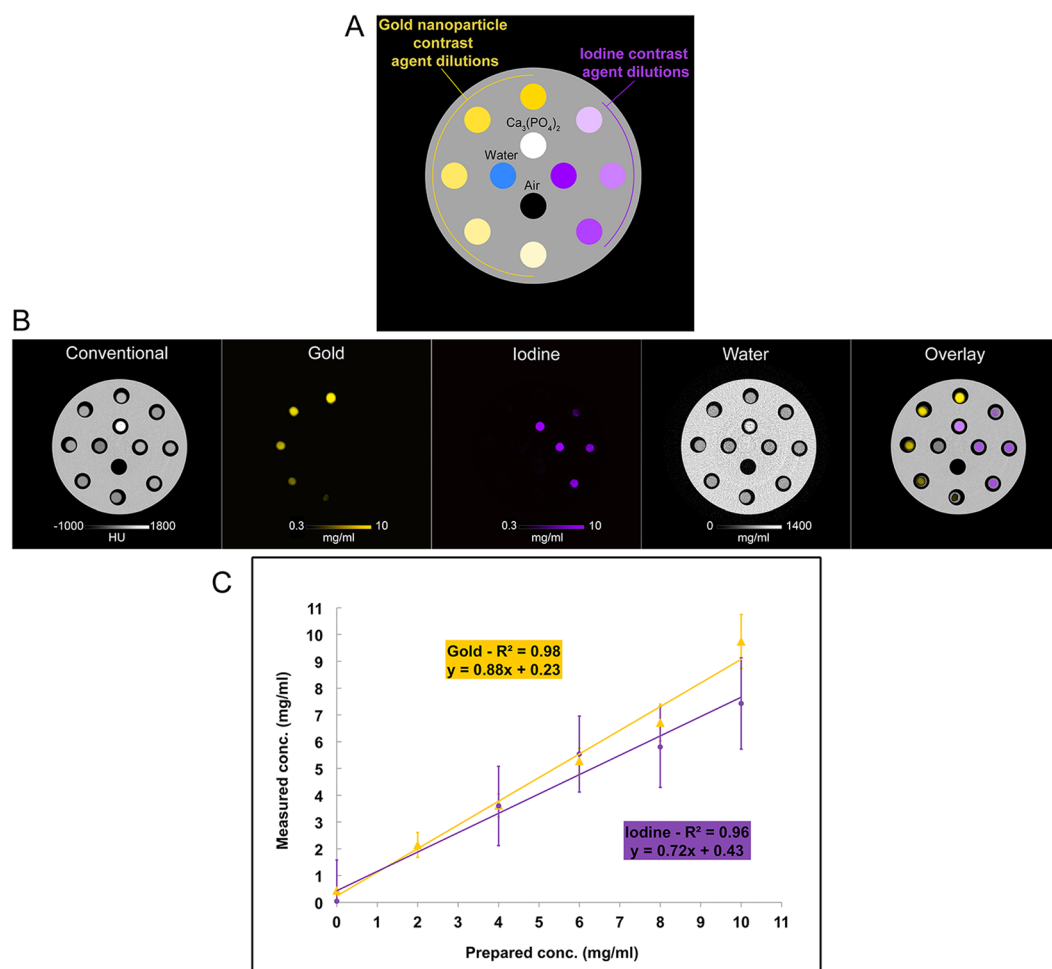 A
Gold nanoparticle
contrast
agent dilutions
Iodine contrast
agent dilutions
Ca₃(PO₄)₂
Water
Air
B
Conventional
Gold
Iodine
Water
Overlay
-1000 1800
HU
0.3 10
mg/ml
0.3 10
mg/ml
0 1400
mg/ml
C
11
10
9
8
7
6
5
4
3
2
1
0
Measured conc. (mg/ml)
Gold - R² = 0.98
y = 0.88x + 0.23
Iodine - R² = 0.96
y = 0.72x + 0.43
0 1 2 3 4 5 6 7 8 9 10 11
Prepared conc. (mg/ml)